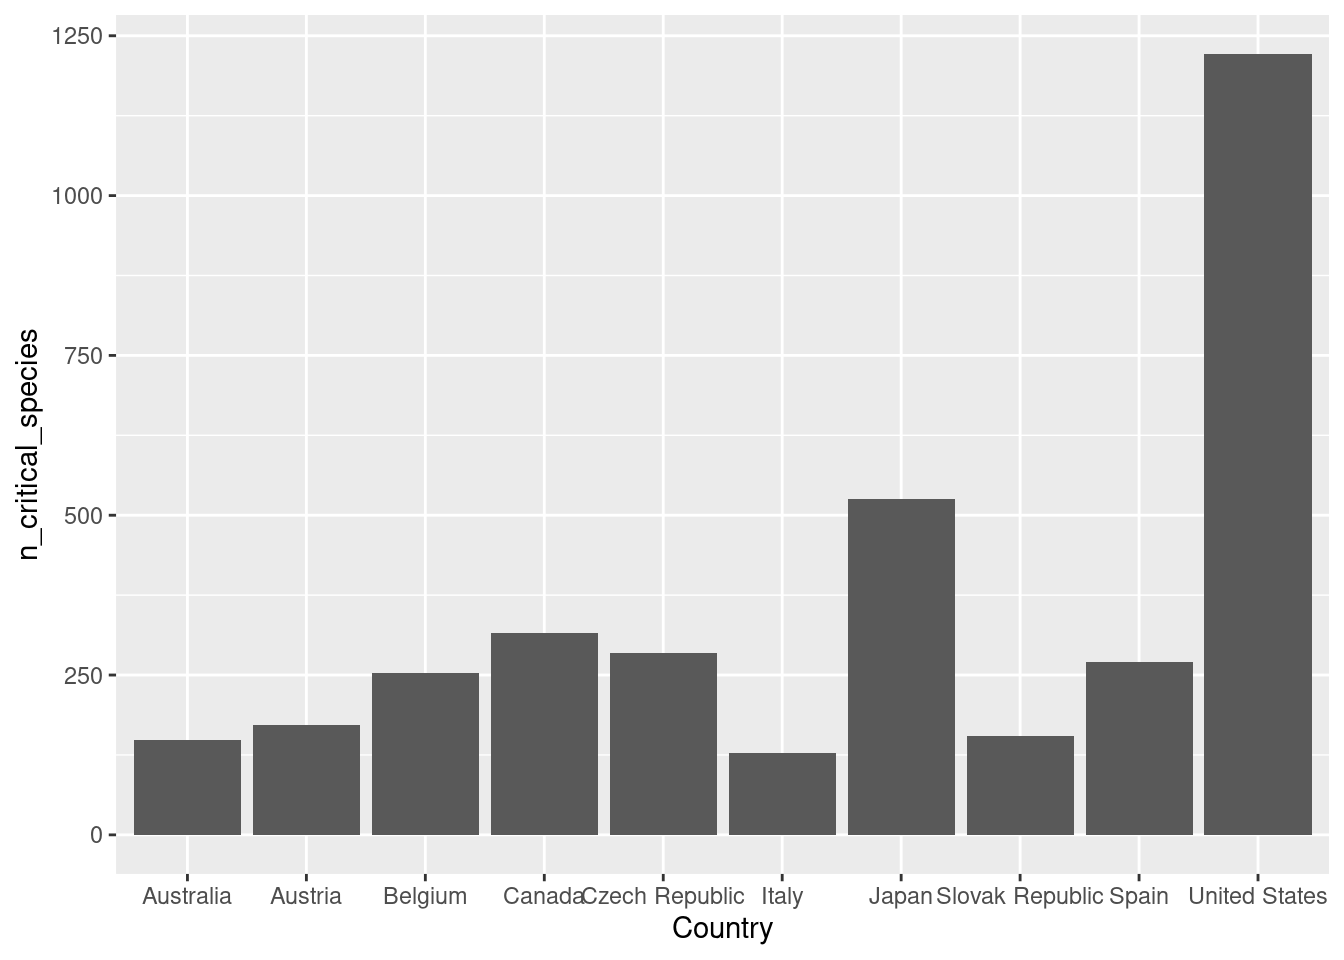 1250
1000
750
500
250
0
n_critical_species
Australia Austria Belgium Canada Czech Republic Italy Japan Slovak Republic Spain United States
Country